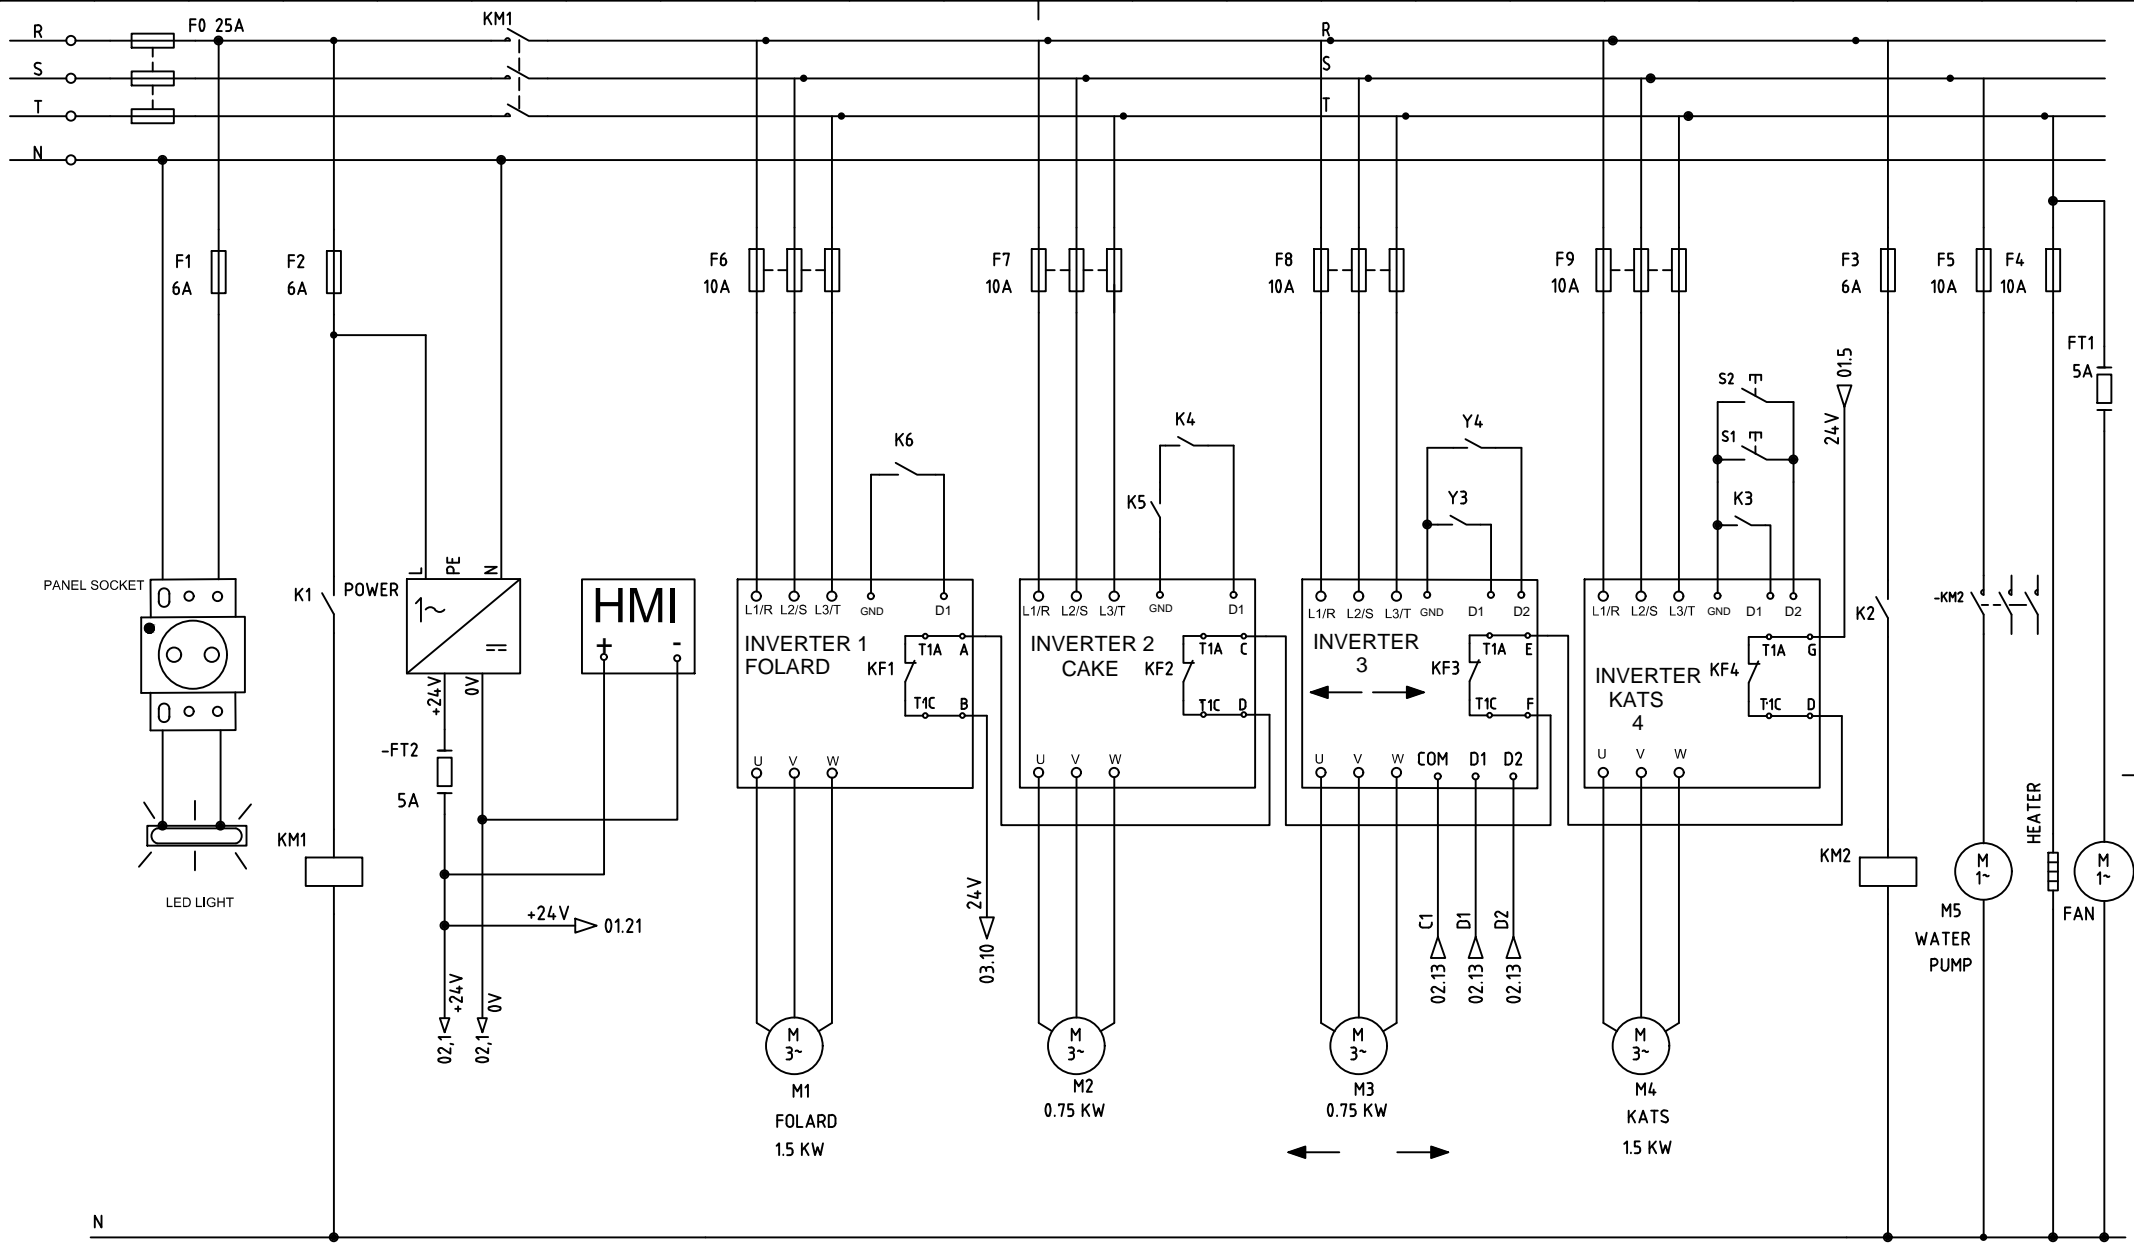 R
F0 25A
KM1
R
S
S
T
T
N
F1
6A
F2
6A
F6
10A
F7
10A
F8
10A
F9
10A
F3
6A
F5
10A
F4
10A
FT1
5A
K6
K4
K5
Y4
Y3
S2
S1
K3
24V
01.5
PANEL SOCKET
K1
POWER
L
PE
N
1~
=
+24V
0V
HMI
+ -
L1/R L2/S L3/T GND D1
INVERTER 1
FOLARD
KF1
T1A A
T1C B
U V W
L1/R L2/S L3/T GND D1
INVERTER 2
CAKE
KF2
T1A C
T1C D
U V W
L1/R L2/S L3/T GND D1 D2
INVERTER
3
KF3
T1A E
T1C F
U V W COM D1 D2
L1/R L2/S L3/T GND D1 D2
INVERTER
KATS
4
KF4
T1A G
T1C D
U V W
K2
-KM2
-FT2
5A
KM1
LED LIGHT
+24V
01.21
+24V
0V
02,1
02,1
24V
03.10
C1
D1
D2
02.13
02.13
02.13
KM2
M
1~
M5
WATER
PUMP
HEATER
M
1~
FAN
M
3~
M1
FOLARD
1.5 KW
M
3~
M2
0.75 KW
M
3~
M3
0.75 KW
M
3~
M4
KATS
1.5 KW
N